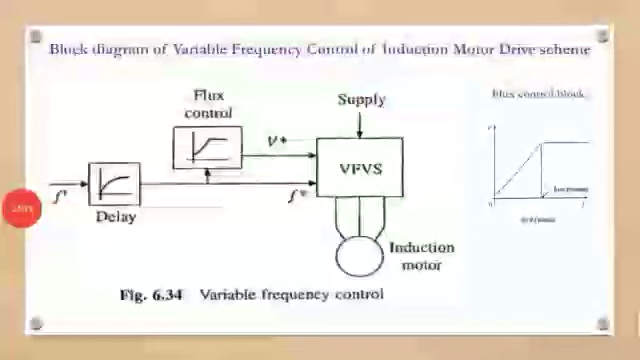 Block diagram of Variable Frequency Control of Induction Motor Drive scheme
Flux
control
Supply
Flux control block
V*
VFVS
f*
f*
Delay
Induction
motor
Fig. 6.34 Variable frequency control